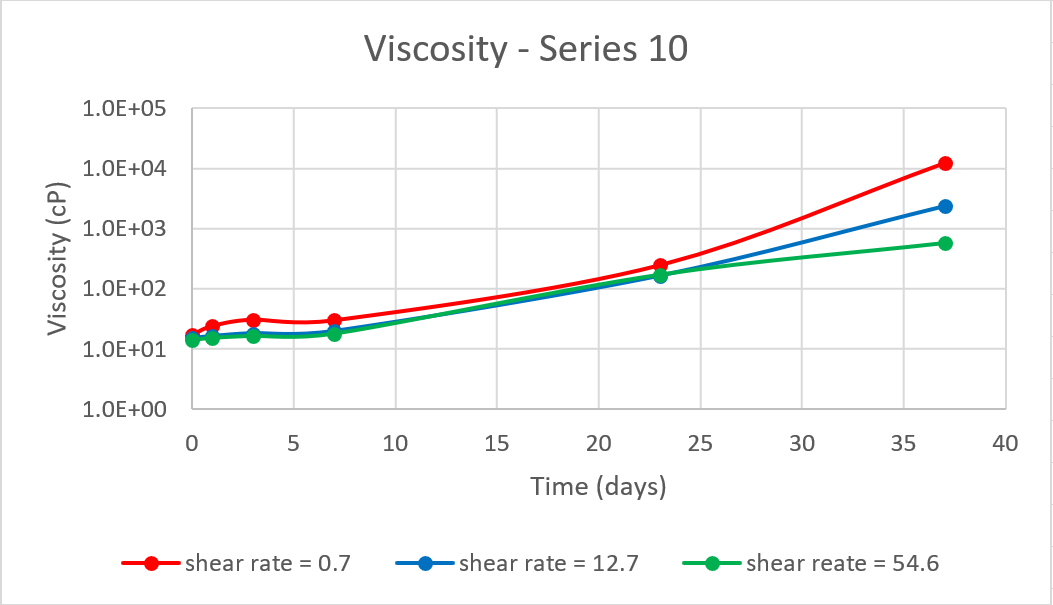 Viscosity - Series 10
1.0E+05
1.0E+04
1.0E+03
1.0E+02
1.0E+01
1.0E+00
Viscosity (cP)
0 5 10 15 20 25 30 35 40
Time (days)
shear rate = 0.7 shear rate = 12.7 shear reate = 54.6